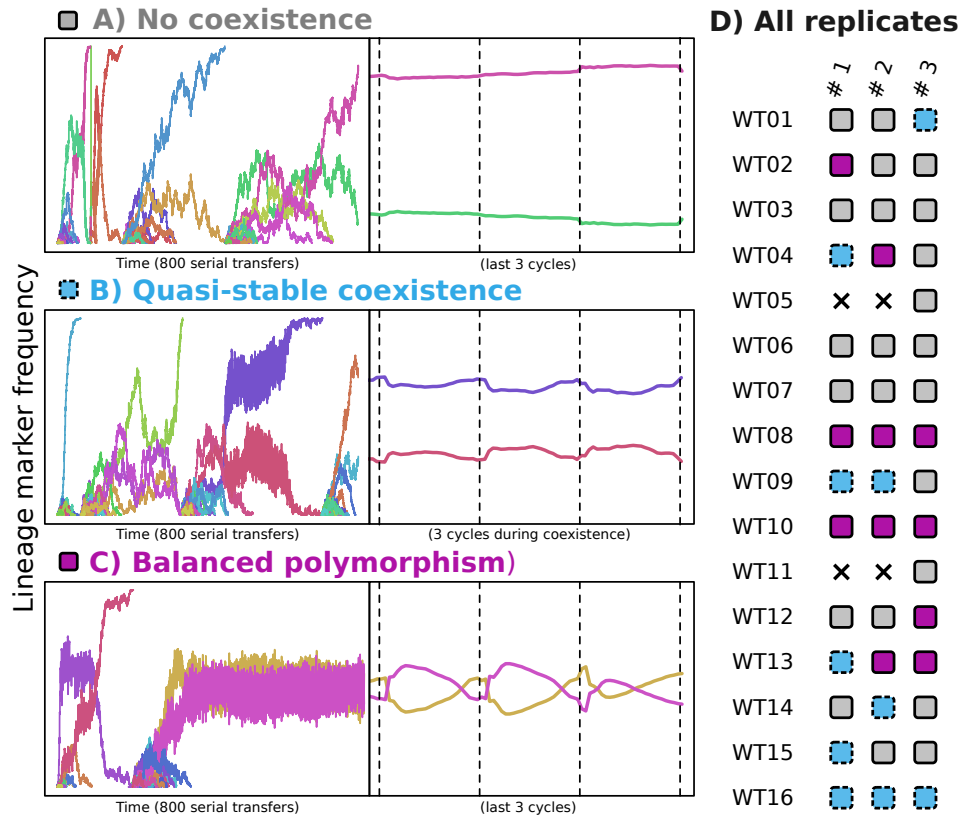 A) No coexistence
Time (800 serial transfers)
(last 3 cycles)
B) Quasi-stable coexistence
Time (800 serial transfers)
(3 cycles during coexistence)
C) Balanced polymorphism)
Time (800 serial transfers)
(last 3 cycles)
Lineage marker frequency
D) All replicates
# 1 # 2 # 3
WT01
WT02
WT03
WT04
WT05
WT06
WT07
WT08
WT09
WT10
WT11
WT12
WT13
WT14
WT15
WT16